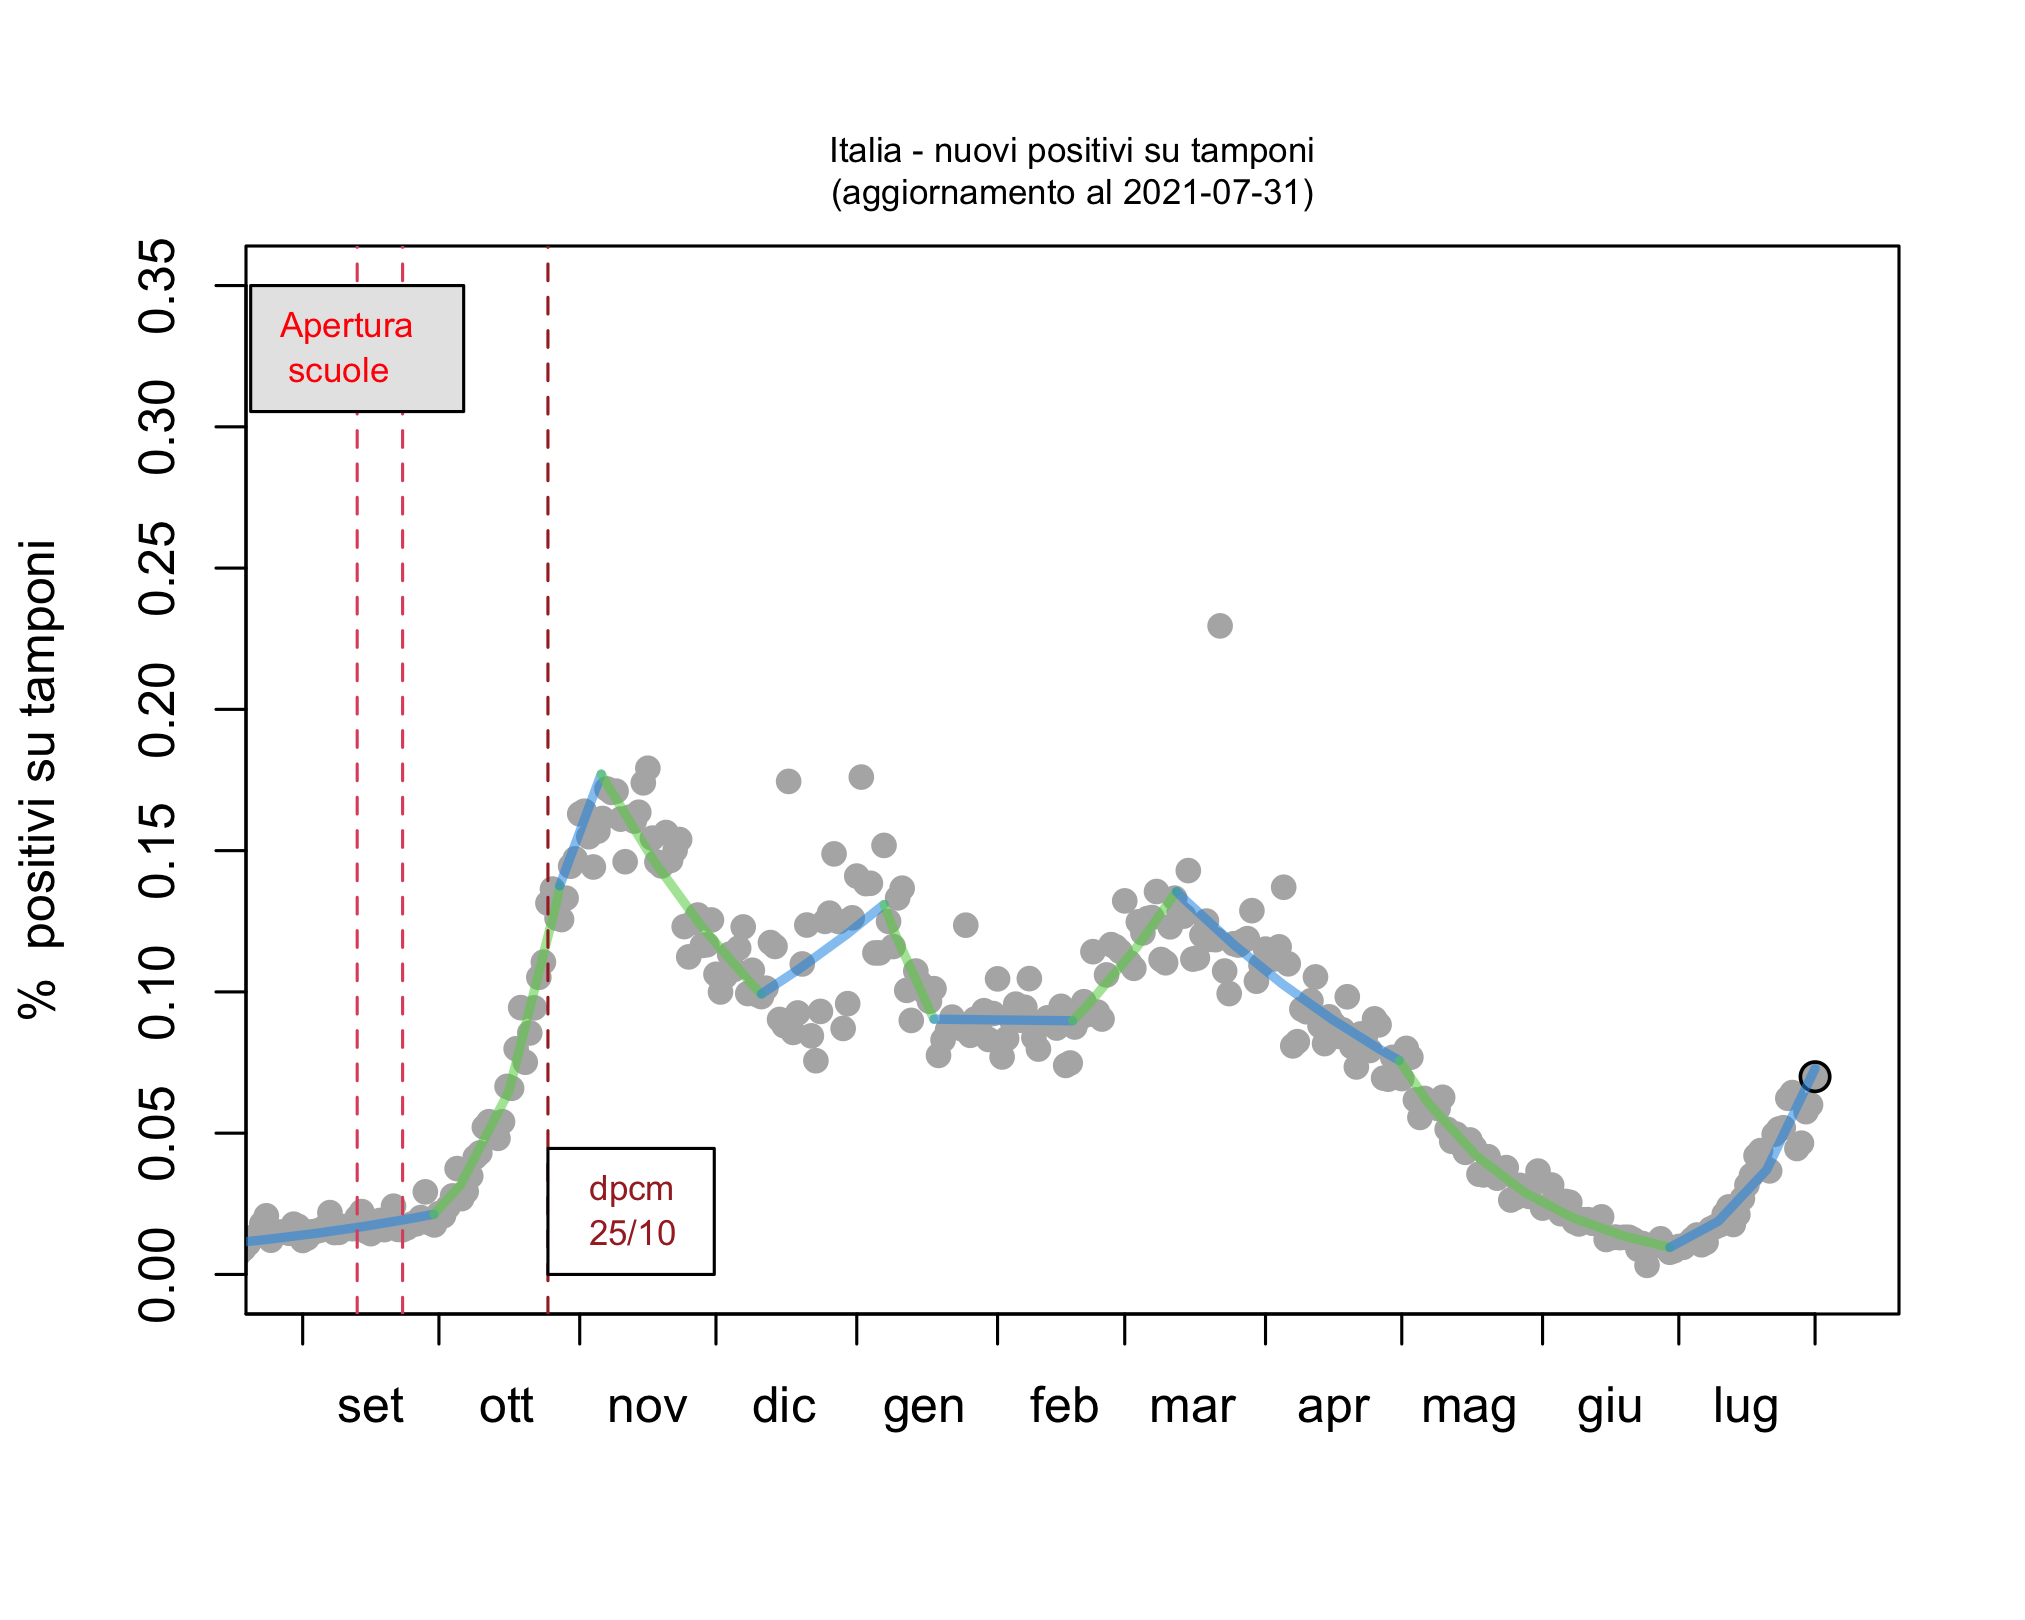 Italia - nuovi positivi su tamponi
(aggiornamento al 2021-07-31)
% positivi su tamponi
0.35
0.30
0.25
0.20
0.15
0.10
0.05
0.00
Apertura
scuole
dpcm
25/10
set ott nov dic gen feb mar apr mag giu lug